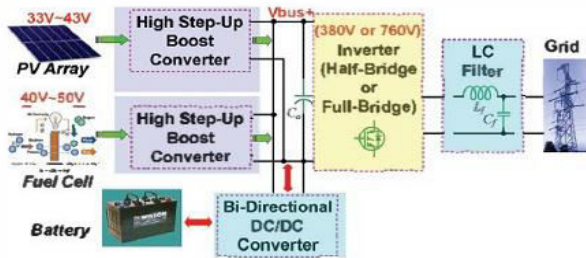 33V~43V
PV Array
High Step-Up
Boost
Converter
Vbus+
(380V or 760V)
Inverter
(Half-Bridge
or
Full-Bridge)
LC
Filter
Grid
Lf
Cf
40V~50V
Fuel Cell
High Step-Up
Boost
Converter
Battery
Bi-Directional
DC/DC
Converter